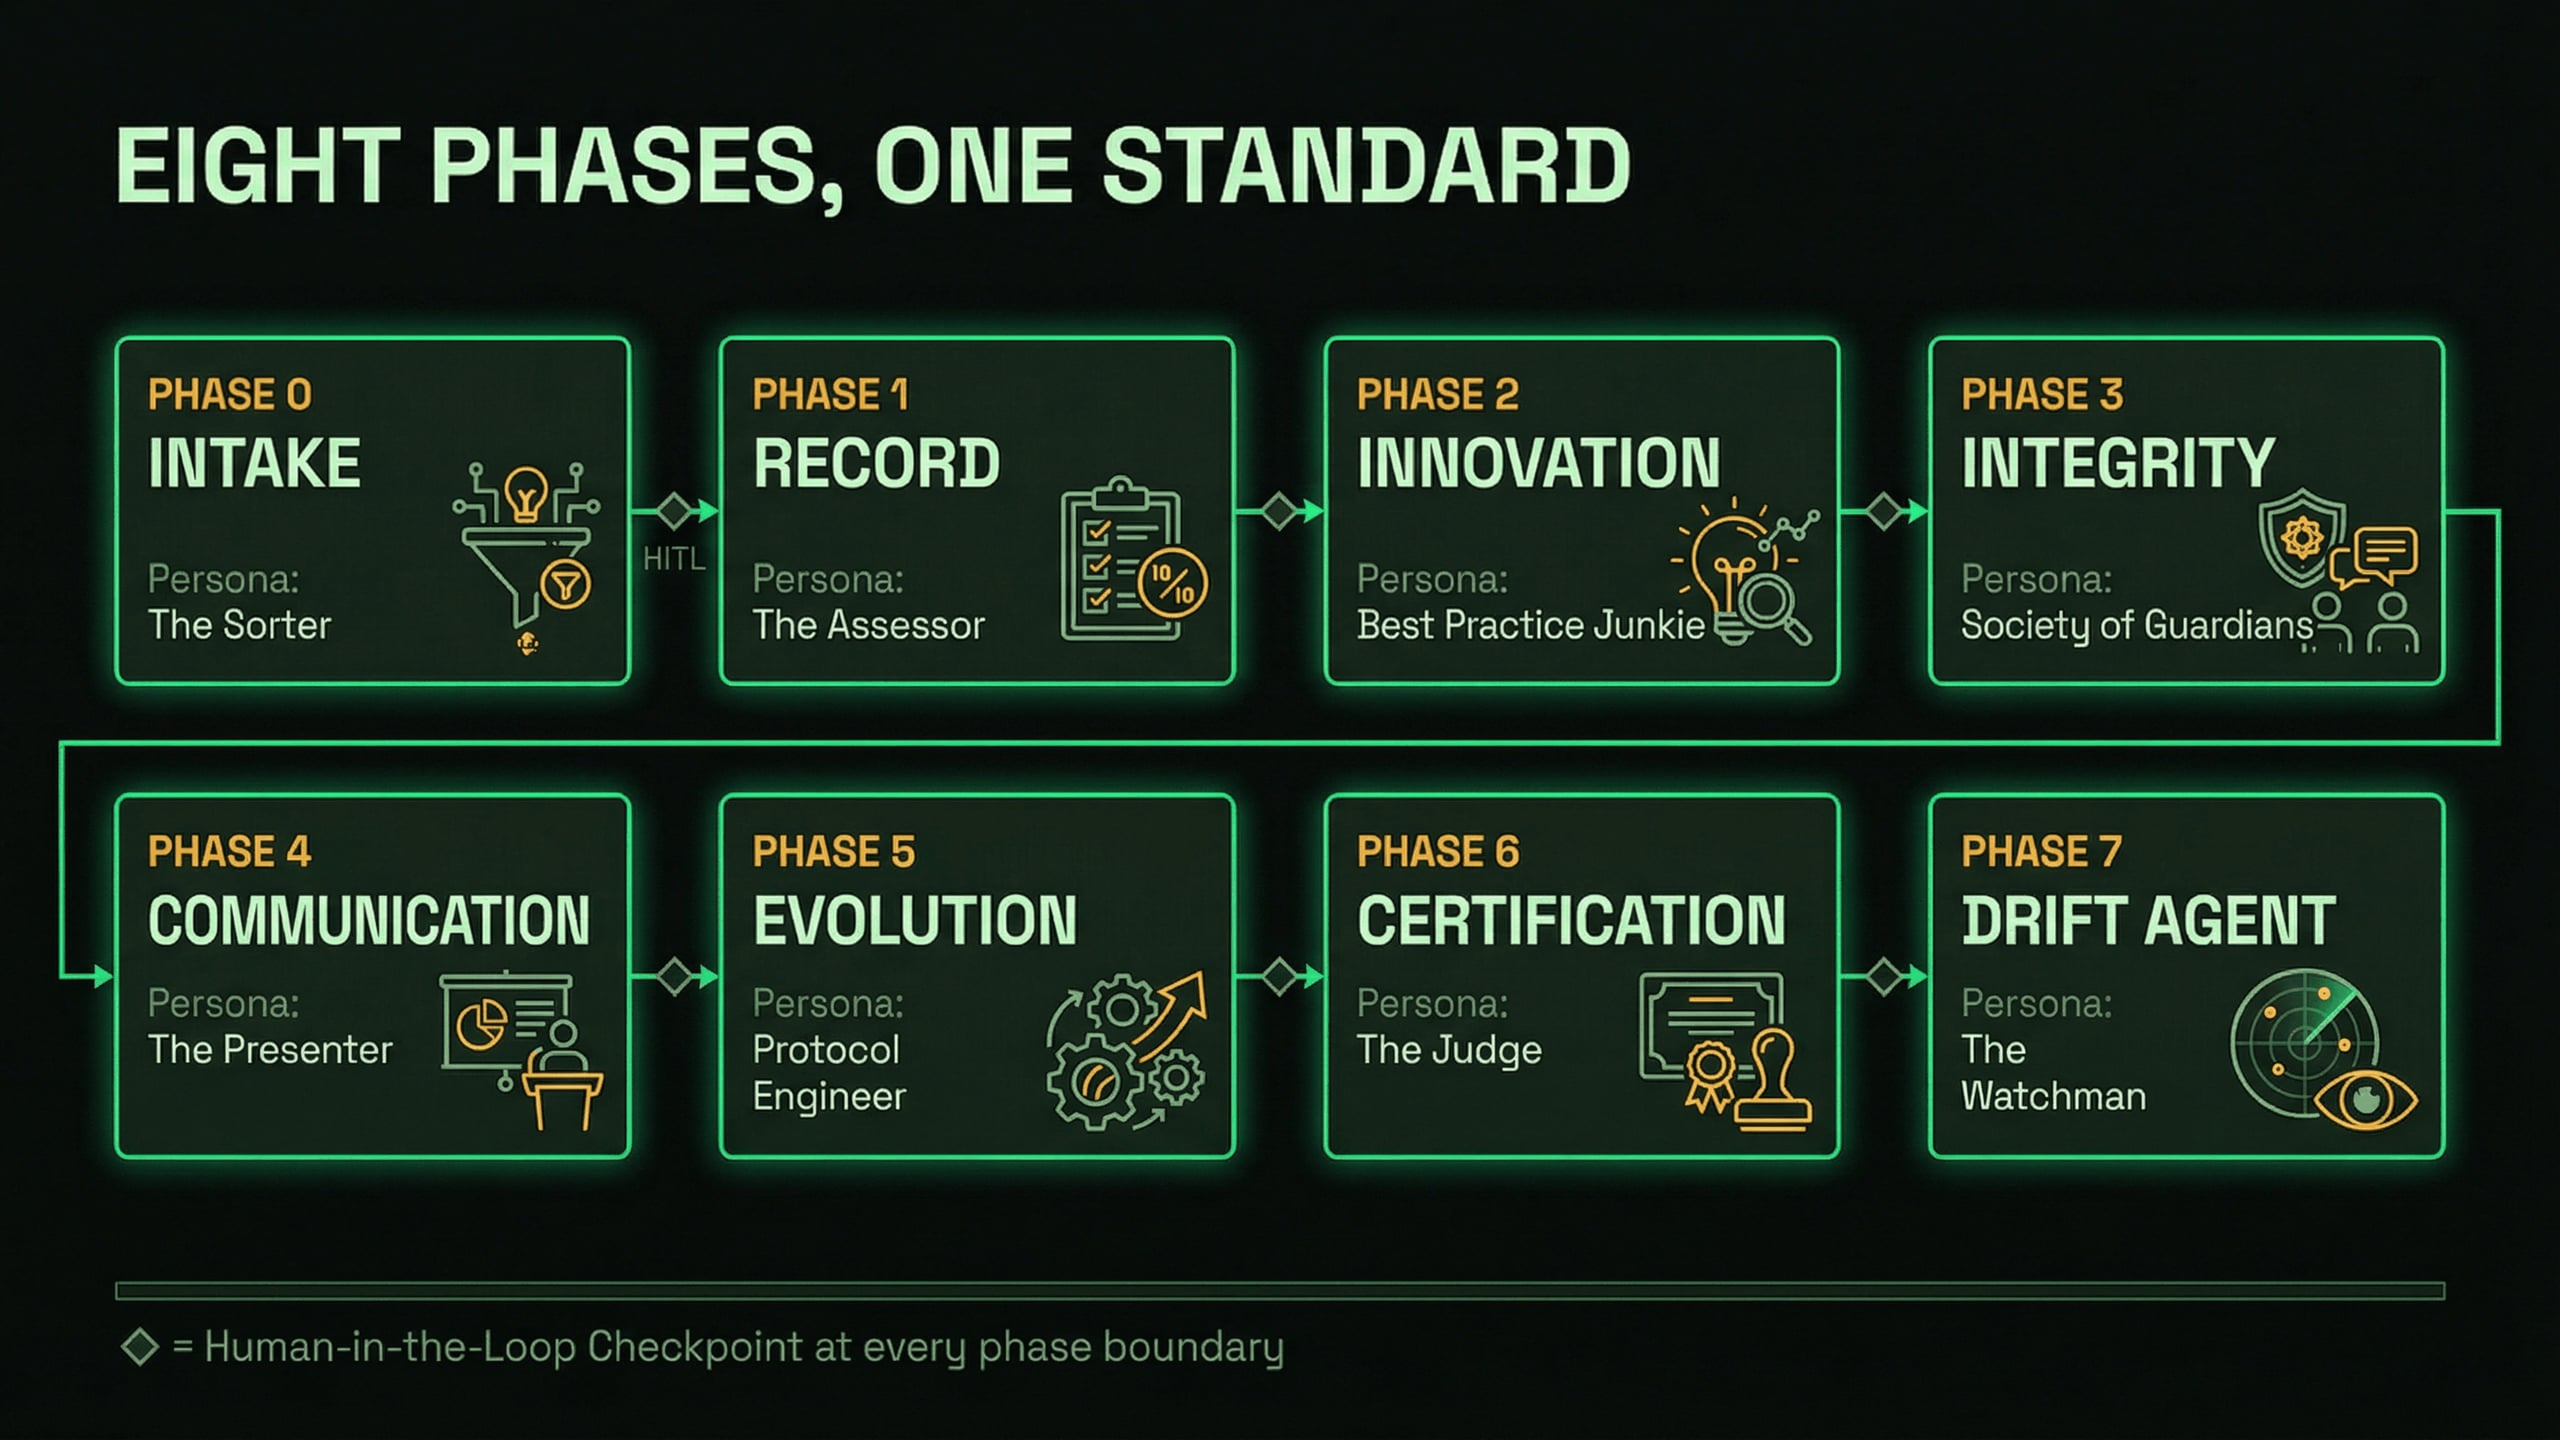 EIGHT PHASES, ONE STANDARD
PHASE 0
INTAKE
Persona:
The Sorter
HITL
PHASE 1
RECORD
Persona:
The Assessor
10/10
PHASE 2
INNOVATION
Persona:
Best Practice Junkie
PHASE 3
INTEGRITY
Persona:
Society of Guardians
PHASE 4
COMMUNICATION
Persona:
The Presenter
PHASE 5
EVOLUTION
Persona:
Protocol
Engineer
PHASE 6
CERTIFICATION
Persona:
The Judge
PHASE 7
DRIFT AGENT
Persona:
The
Watchman
= Human-in-the-Loop Checkpoint at every phase boundary